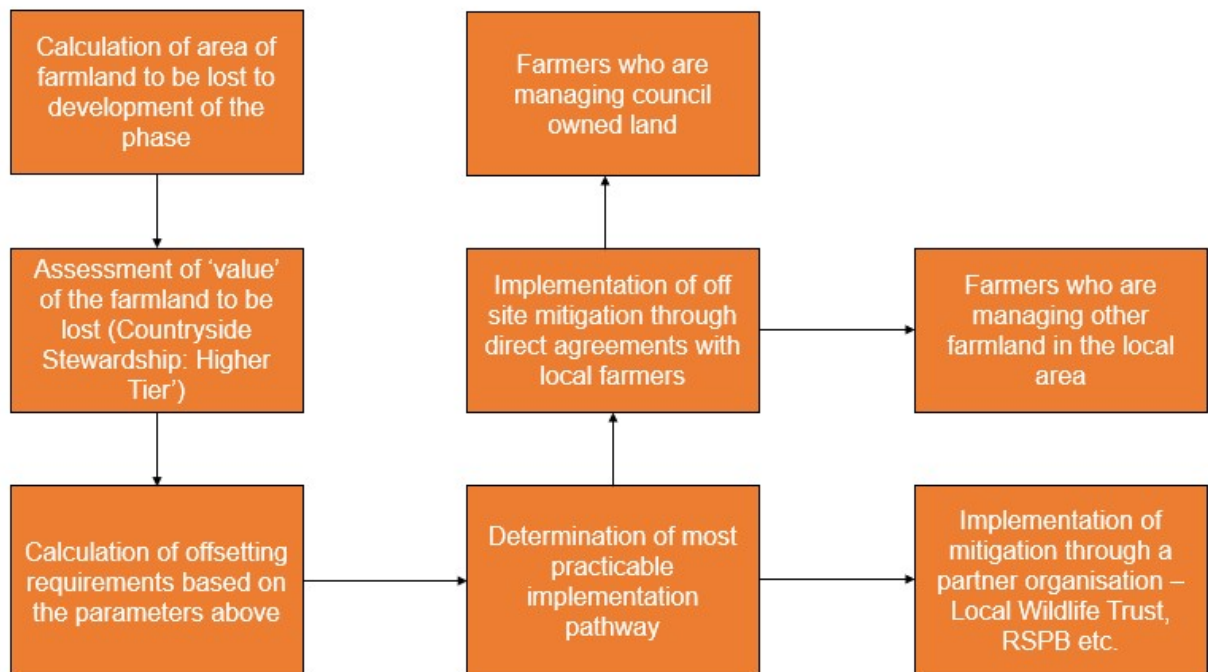 Calculation of area of
farmland to be lost to
development of the
phase
Assessment of ‘value’
of the farmland to be
lost (Countryside
Stewardship: Higher
Tier’)
Calculation of offsetting
requirements based on
the parameters above
Determination of most
practicable
implementation
pathway
Implementation of off
site mitigation through
direct agreements with
local farmers
Farmers who are
managing council
owned land
Farmers who are
managing other
farmland in the local
area
Implementation of
mitigation through a
partner organisation –
Local Wildlife Trust,
RSPB etc.